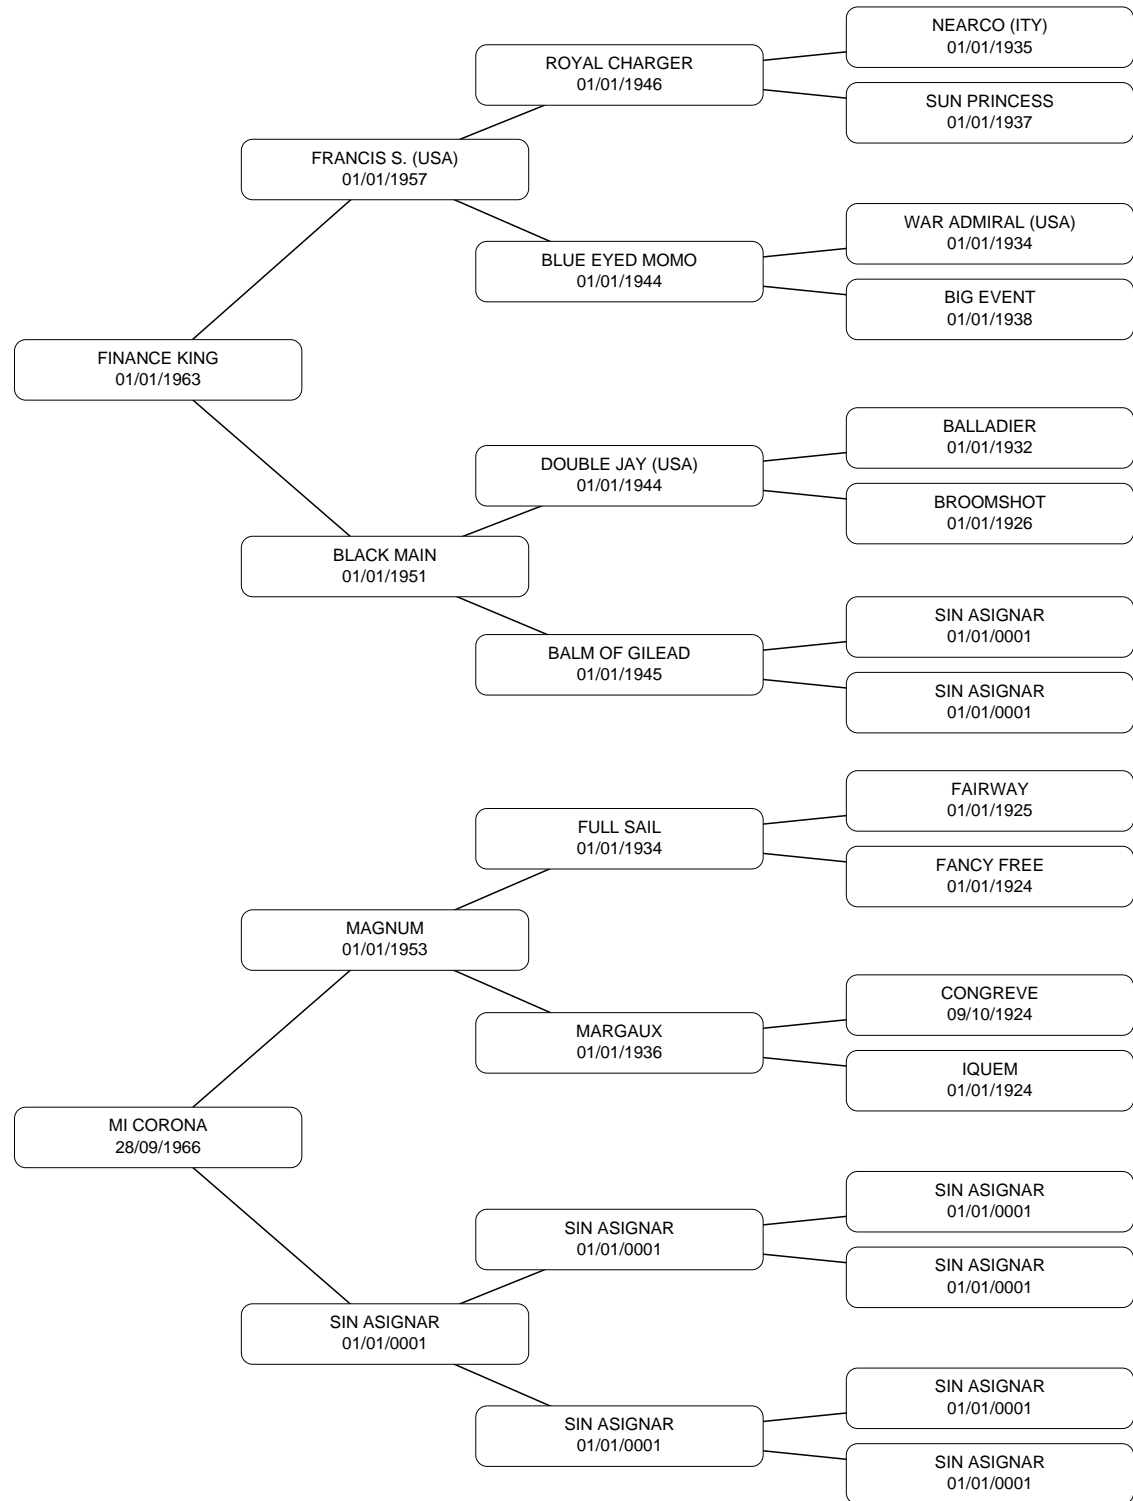 NEARCO (ITY)
01/01/1935
ROYAL CHARGER
01/01/1946
SUN PRINCESS
01/01/1937
FRANCIS S. (USA)
01/01/1957
WAR ADMIRAL (USA)
01/01/1934
BLUE EYED MOMO
01/01/1944
BIG EVENT
01/01/1938
FINANCE KING
01/01/1963
BALLADIER
01/01/1932
DOUBLE JAY (USA)
01/01/1944
BROOMSHOT
01/01/1926
BLACK MAIN
01/01/1951
SIN ASIGNAR
01/01/0001
BALM OF GILEAD
01/01/1945
SIN ASIGNAR
01/01/0001
FAIRWAY
01/01/1925
FULL SAIL
01/01/1934
FANCY FREE
01/01/1924
MAGNUM
01/01/1953
CONGREVE
09/10/1924
MARGAUX
01/01/1936
IQUEM
01/01/1924
MI CORONA
28/09/1966
SIN ASIGNAR
01/01/0001
SIN ASIGNAR
01/01/0001
SIN ASIGNAR
01/01/0001
SIN ASIGNAR
01/01/0001
SIN ASIGNAR
01/01/0001
SIN ASIGNAR
01/01/0001
SIN ASIGNAR
01/01/0001